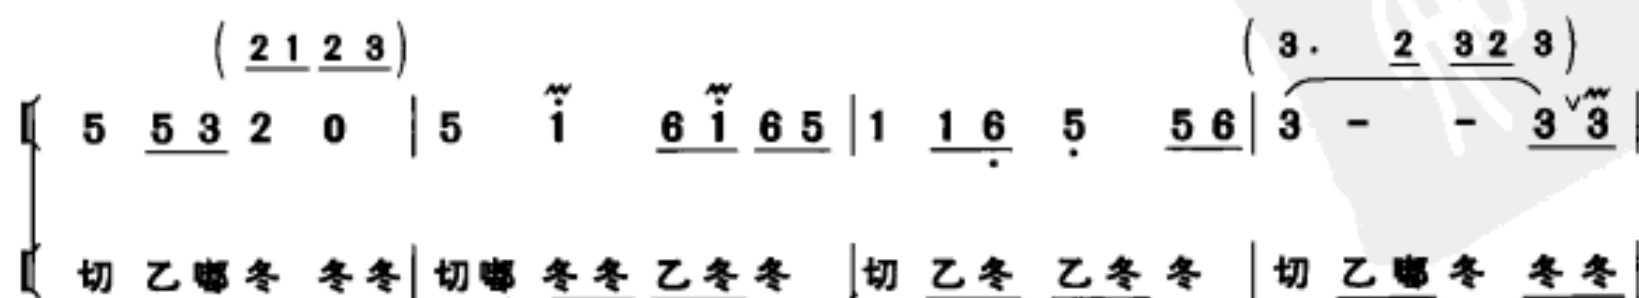 ( 2 1 2 3 ) ( 3 · 2 3 2 3 )
5 5 3 2 0 | 5 i 6 i 6 5 | 1 1 6̣ 5̣ 5 6 | 3 - - 3 ∨ 3
切 乙 嘟 冬 冬 冬 | 切 嘟 冬 冬 乙 冬 冬 | 切 乙 冬 乙 冬 冬 | 切 乙 嘟 冬 冬 冬